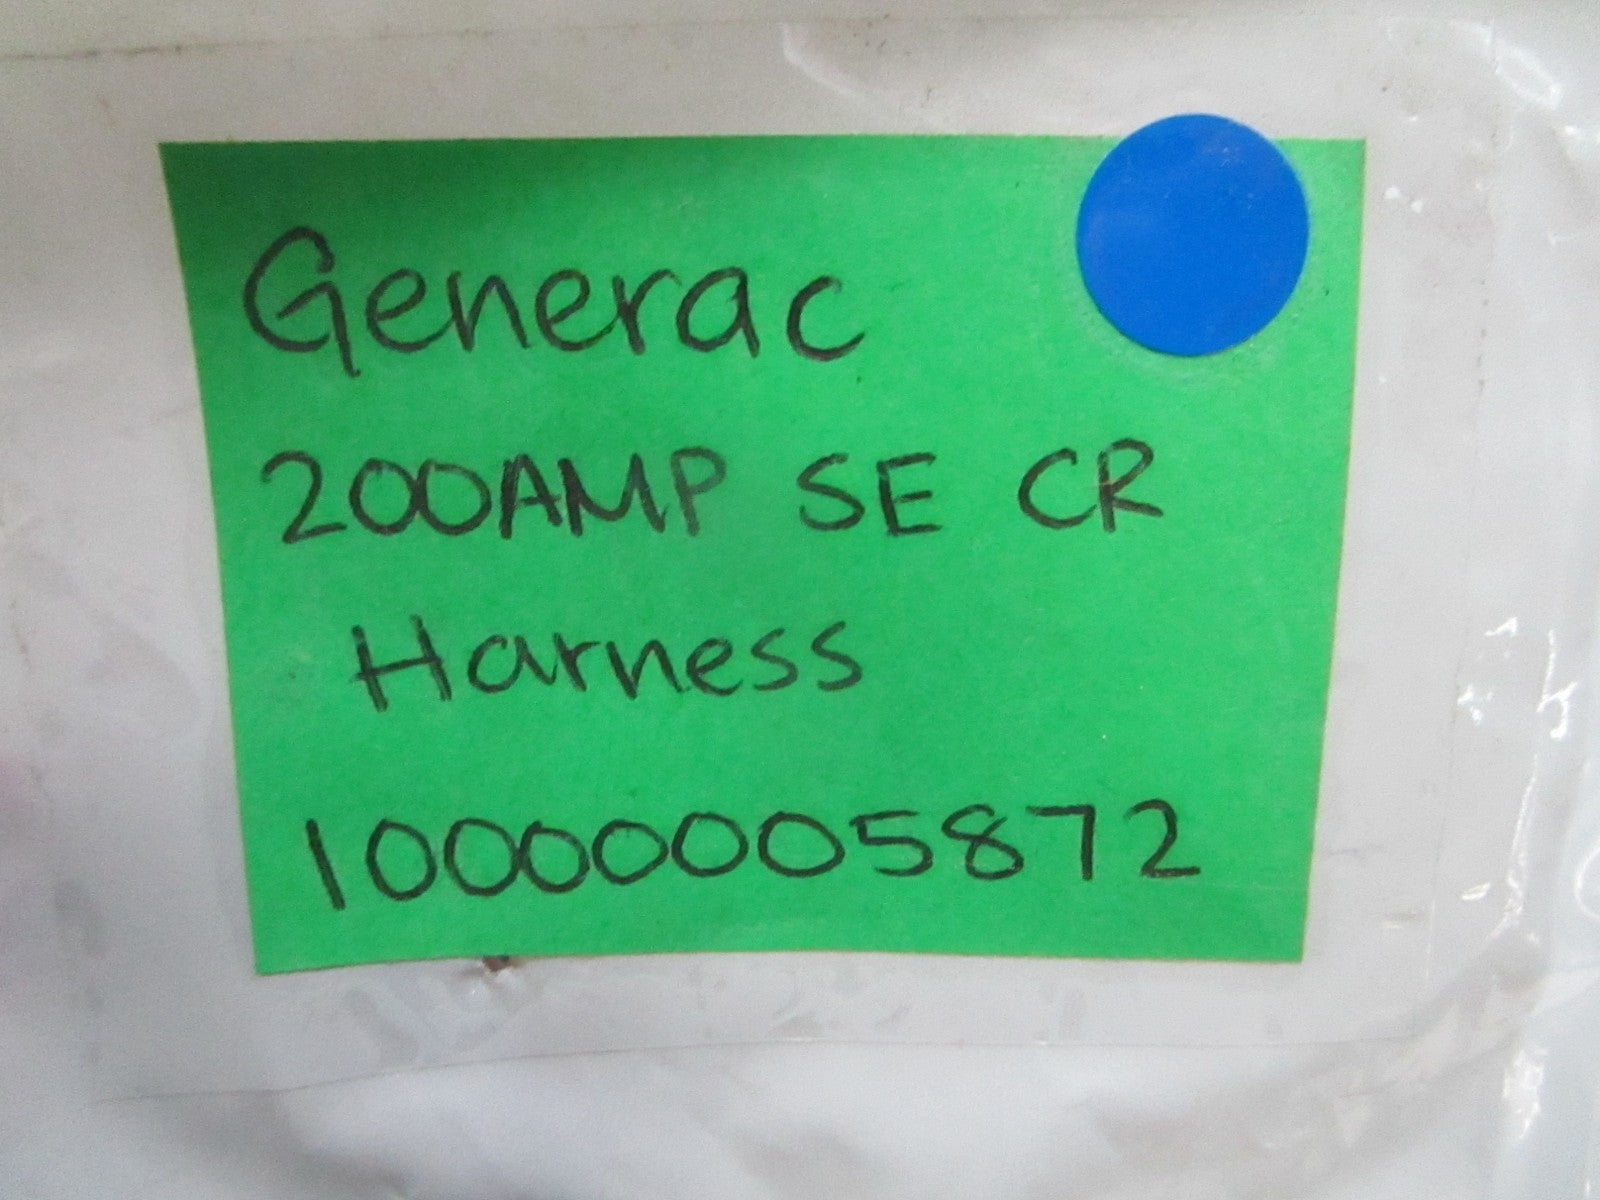 Generac
200AMP SE CR
Harness
10000005872